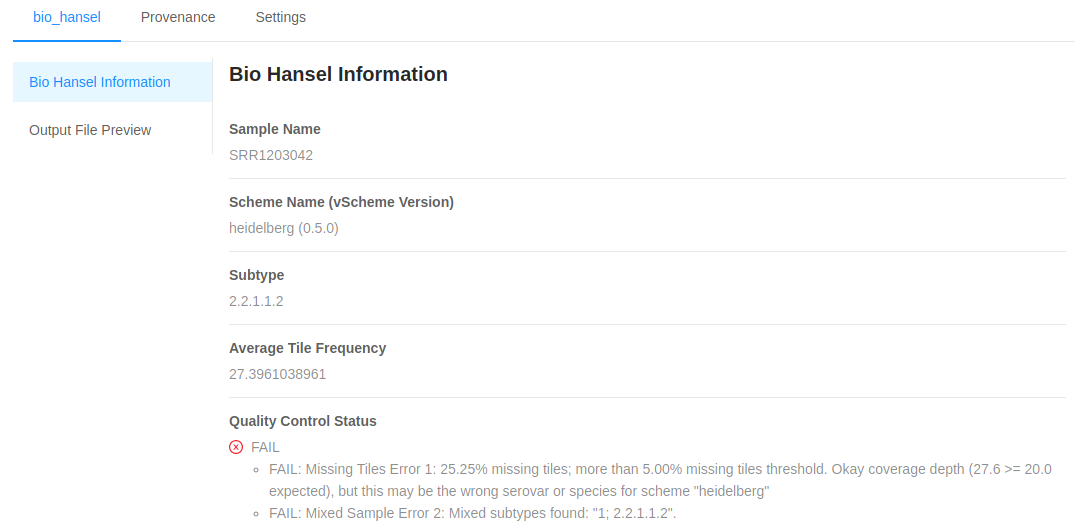 bio_hansel Provenance Settings
Bio Hansel Information
Output File Preview
Bio Hansel Information
Sample Name
SRR1203042
Scheme Name (vScheme Version)
heidelberg (0.5.0)
Subtype
2.2.1.1.2
Average Tile Frequency
27.3961038961
Quality Control Status
FAIL
FAIL: Missing Tiles Error 1: 25.25% missing tiles; more than 5.00% missing tiles threshold. Okay coverage depth (27.6 >= 20.0
expected), but this may be the wrong serovar or species for scheme "heidelberg"
FAIL: Mixed Sample Error 2: Mixed subtypes found: "1; 2.2.1.1.2".